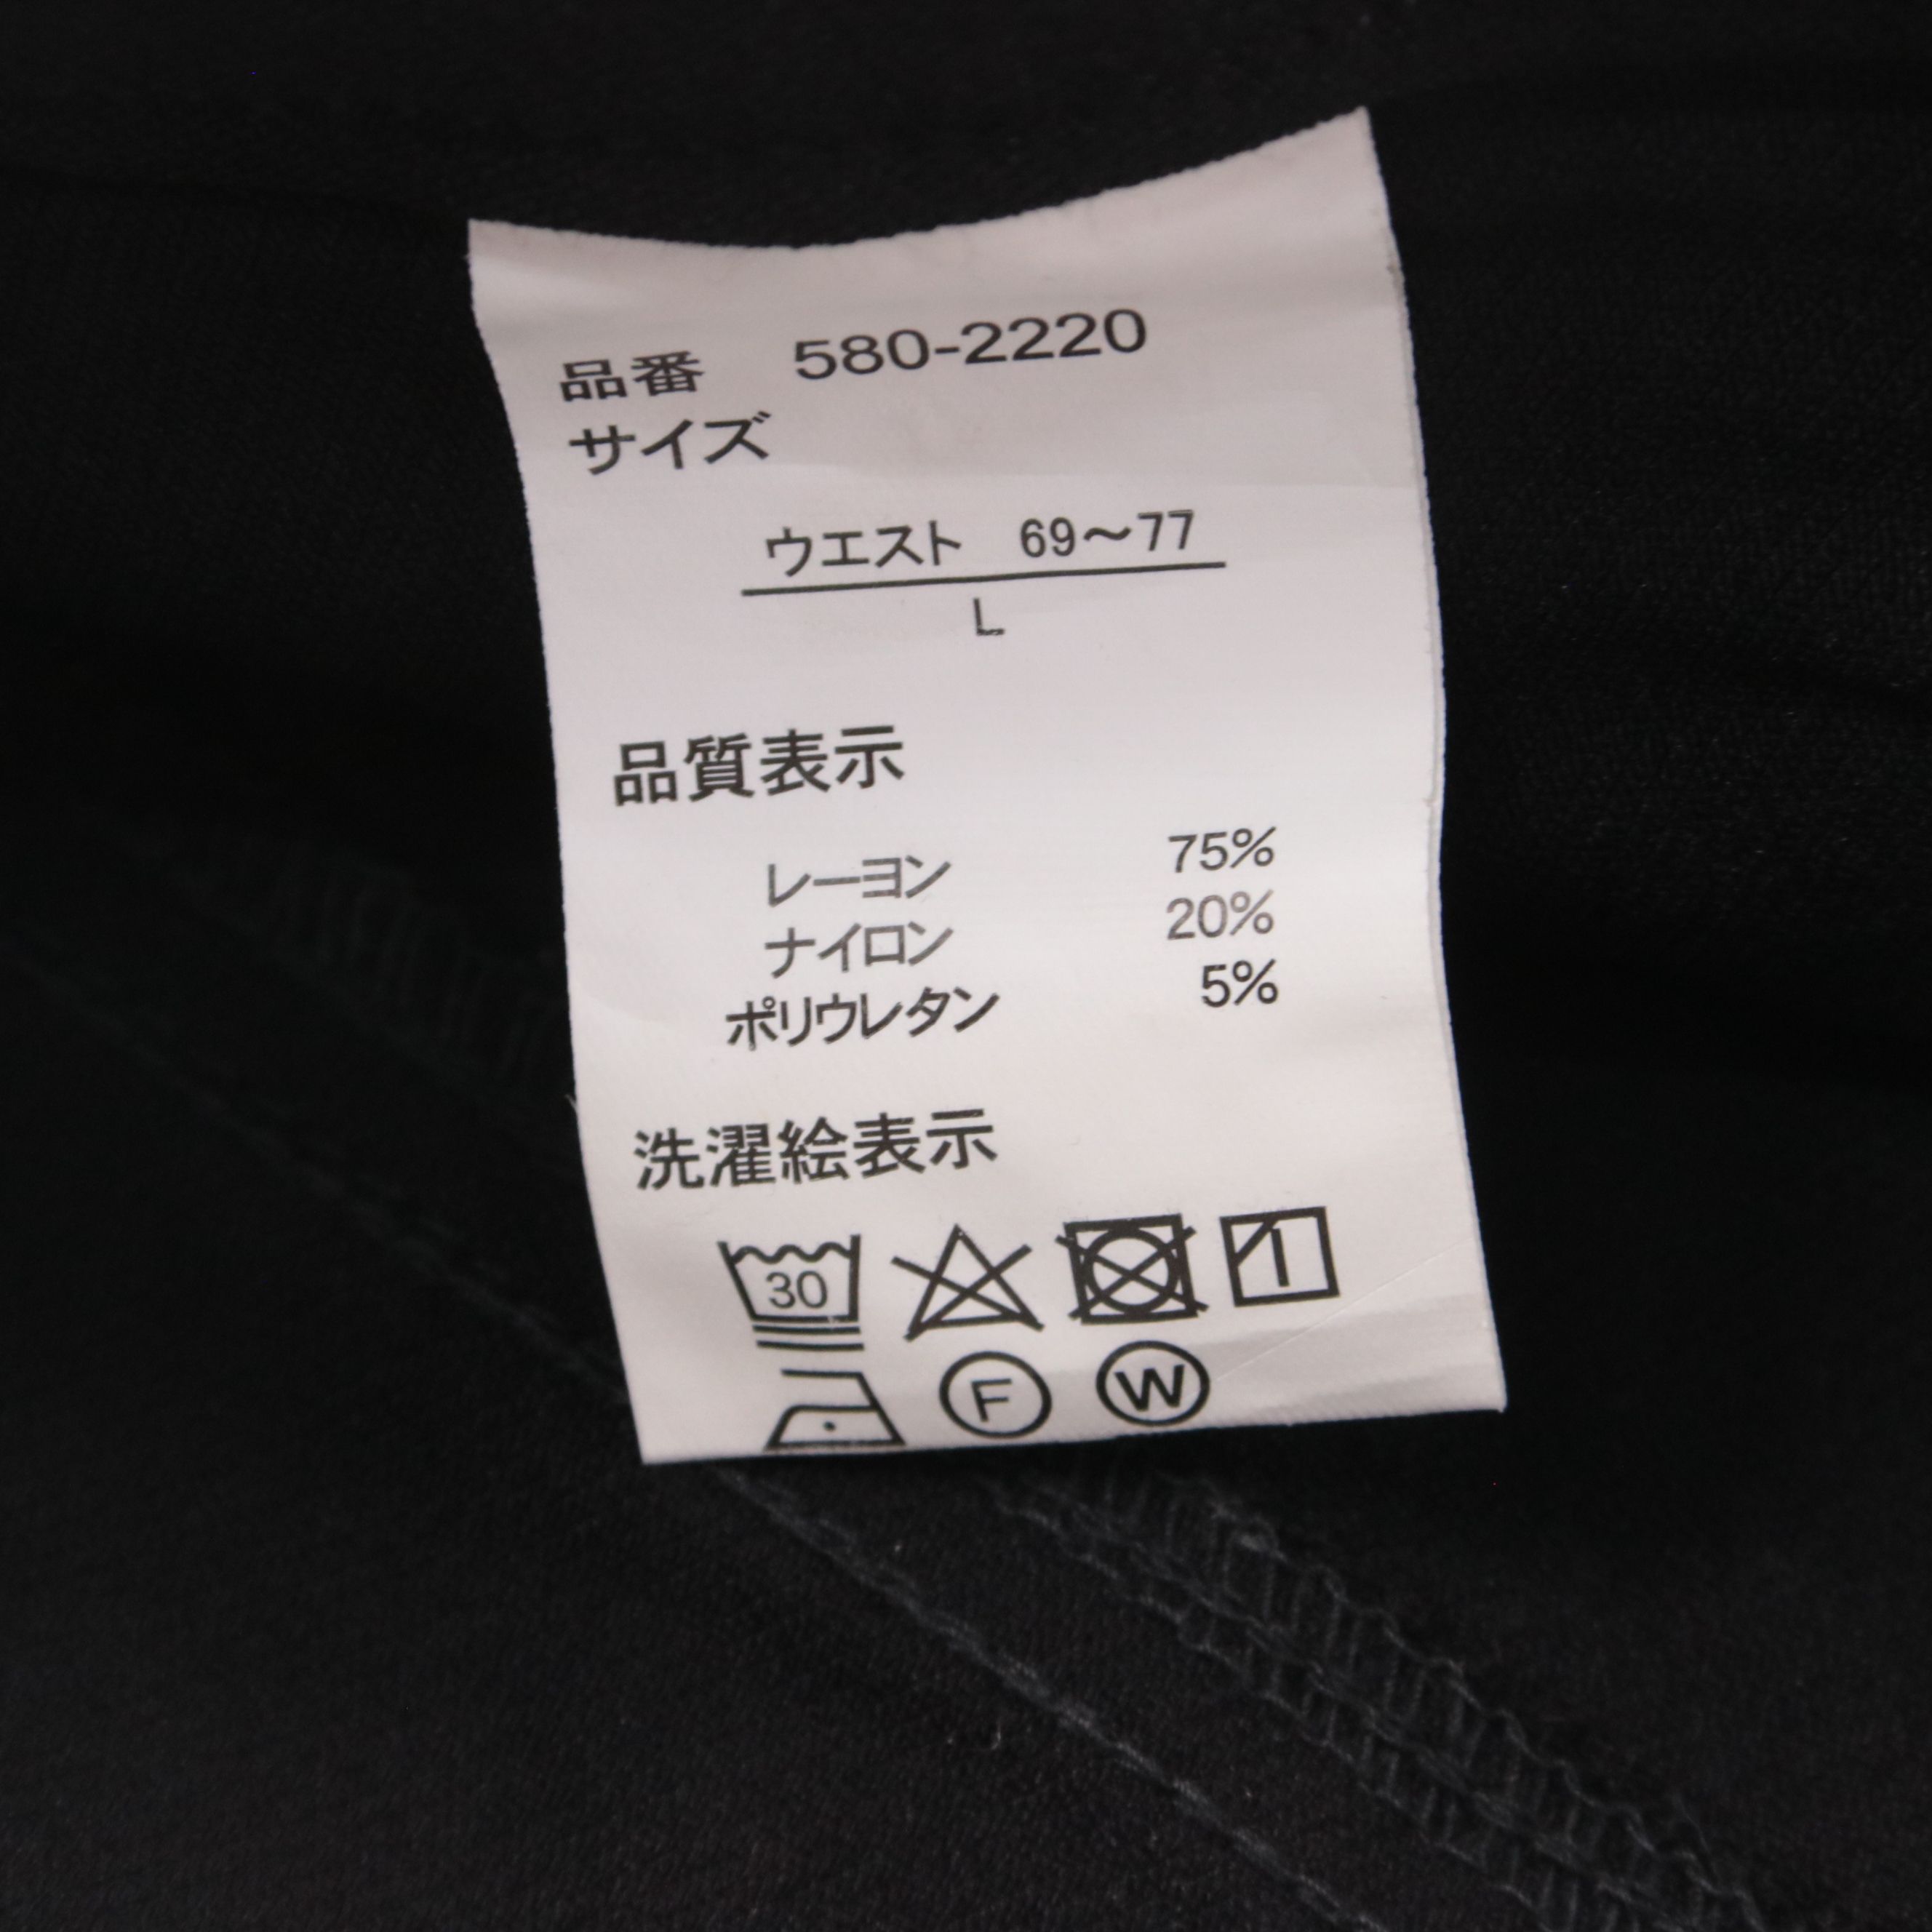 品番 580-2220
サイズ
ウエスト 69～77
L
品質表示
レーヨン 75%
ナイロン 20%
ポリウレタン 5%
洗濯絵表示
30
F W